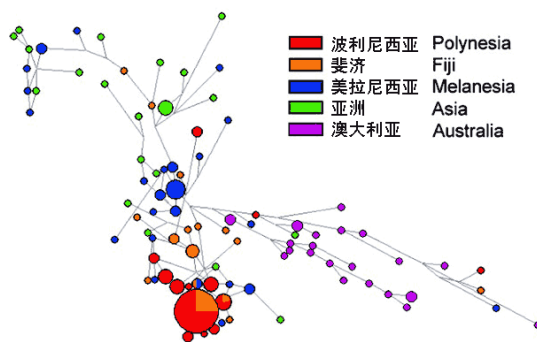 波利尼西亚 Polynesia
斐济 Fiji
美拉尼西亚 Melanesia
亚洲 Asia
澳大利亚 Australia